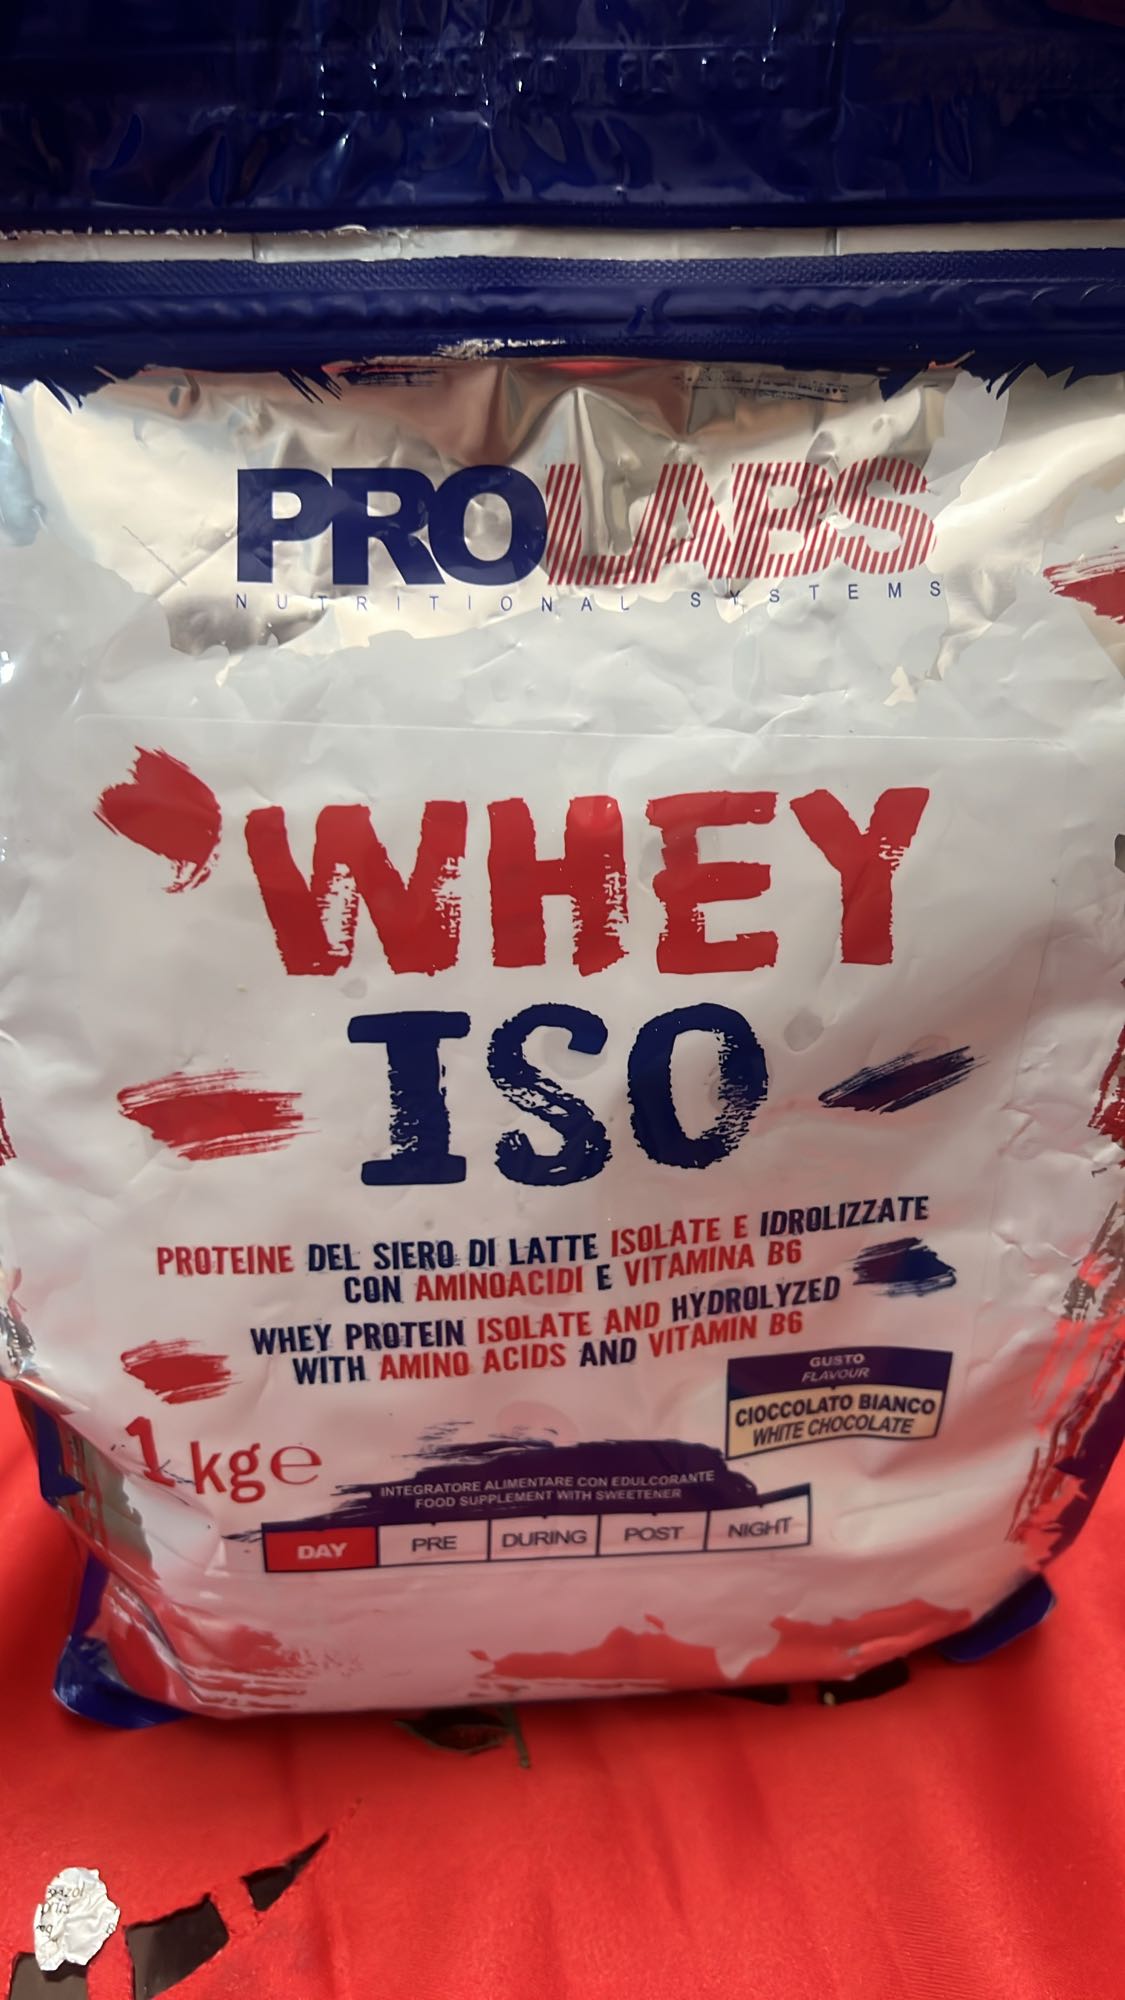 PROLABS
NUTRITIONAL SYSTEMS
'WHEY
ISO
PROTEINE DEL SIERO DI LATTE ISOLATE E IDROLIZZATE
CON AMINOACIDI E VITAMINA B6
WHEY PROTEIN ISOLATE AND HYDROLYZED
WITH AMINO ACIDS AND VITAMIN B6
GUSTO
FLAVOUR
CIOCCOLATO BIANCO
WHITE CHOCOLATE
1 kg e
INTEGRATORE ALIMENTARE CON EDULCORANTE
FOOD SUPPLEMENT WITH SWEETENER
DAY PRE DURING POST NIGHT